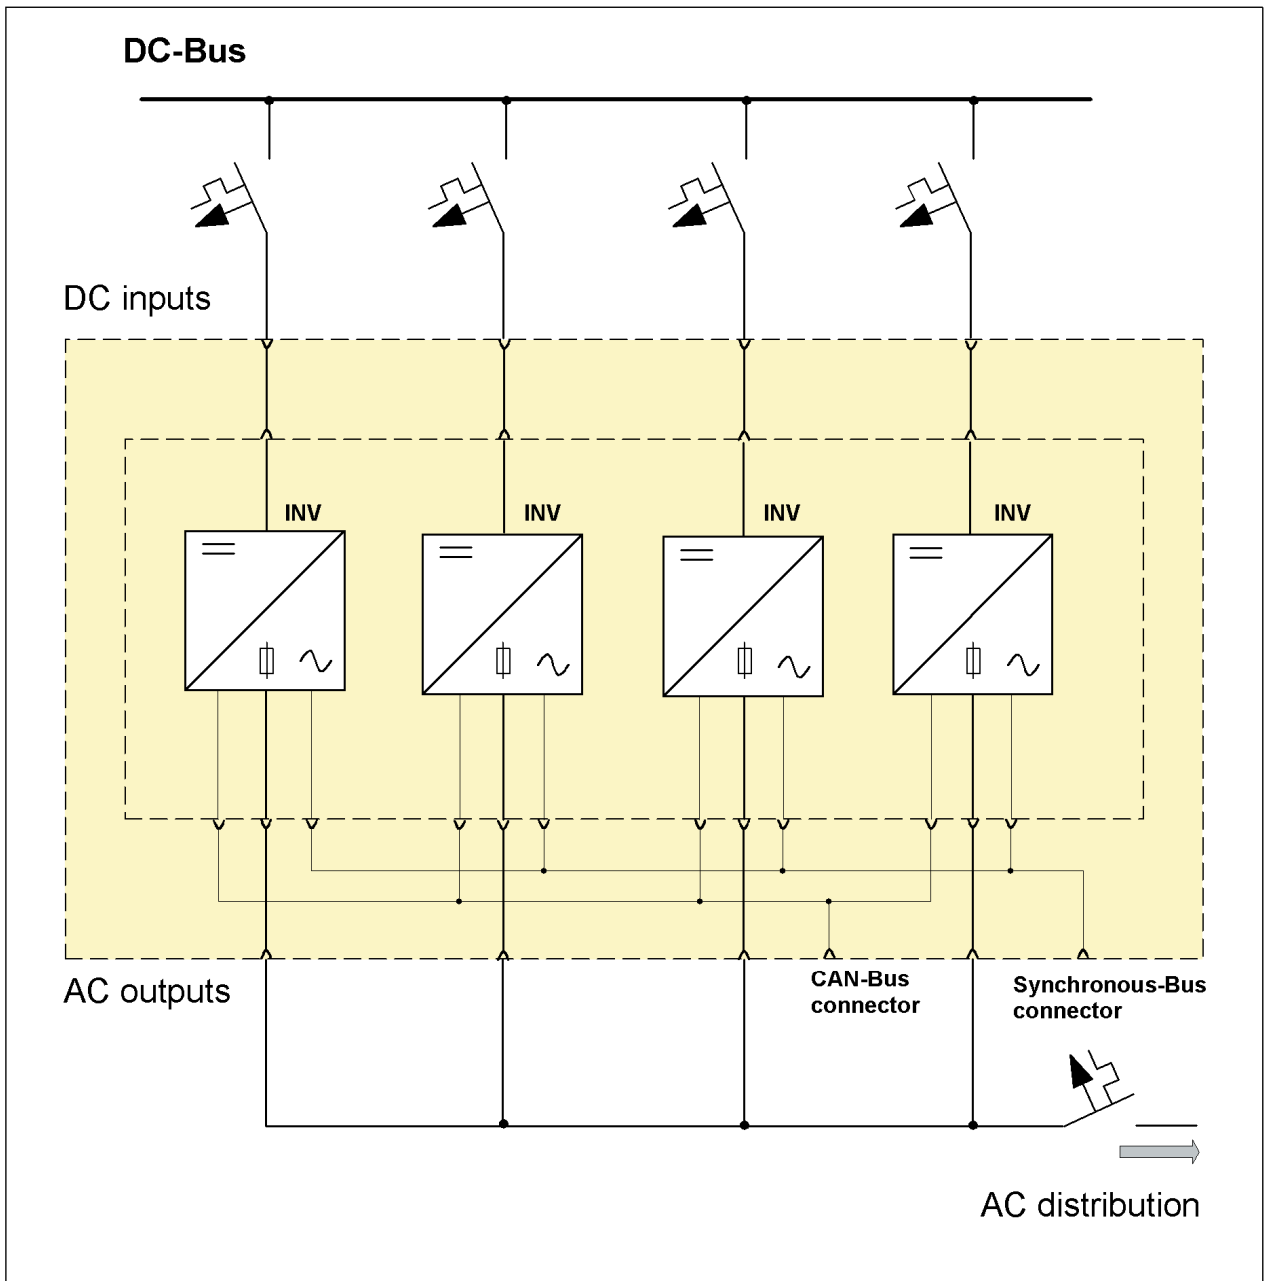 DC-Bus
DC inputs
INV
INV
INV
INV
AC outputs
CAN-Bus
connector
Synchronous-Bus
connector
AC distribution